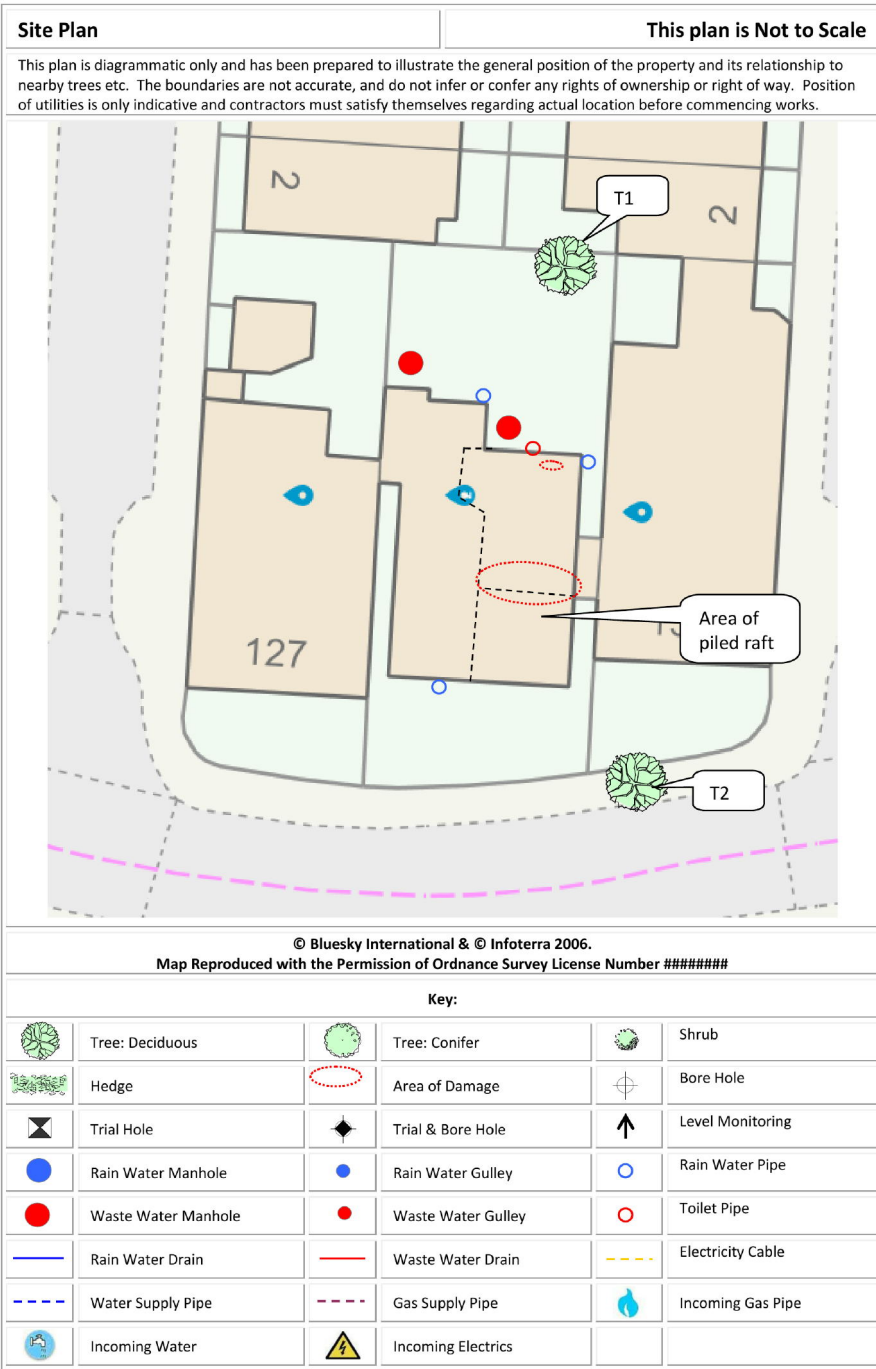 Site Plan
This plan is Not to Scale
This plan is diagrammatic only and has been prepared to illustrate the general position of the property and its relationship to
nearby trees etc. The boundaries are not accurate, and do not infer or confer any rights of ownership or right of way. Position
of utilities is only indicative and contractors must satisfy themselves regarding actual location before commencing works.
2
T1
2
127
Area of
piled raft
T2
© Bluesky International & © Infoterra 2006.
Map Reproduced with the Permission of Ordnance Survey License Number ########
Key:
Tree: Deciduous
Tree: Conifer
Shrub
Hedge
Area of Damage
Bore Hole
Trial Hole
Trial & Bore Hole
Level Monitoring
Rain Water Manhole
Rain Water Gulley
Rain Water Pipe
Waste Water Manhole
Waste Water Gulley
Toilet Pipe
Rain Water Drain
Waste Water Drain
Electricity Cable
Water Supply Pipe
Gas Supply Pipe
Incoming Gas Pipe
Incoming Water
Incoming Electrics